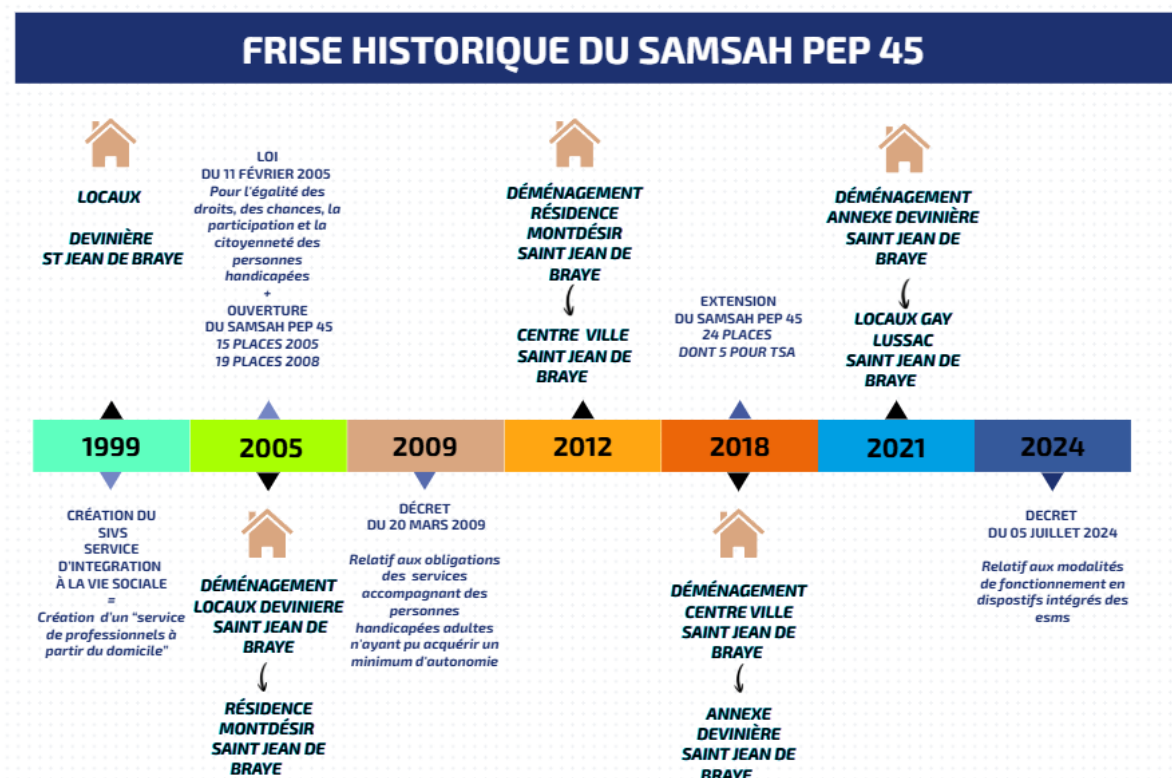 FRISE HISTORIQUE DU SAMSAH PEP 45
LOCAUX
DEVINIÈRE
ST JEAN DE BRAYE
LOI
DU 11 FÉVRIER 2005
Pour l'égalité des
droits, des chances, la
participation et la
citoyenneté des
personnes
handicapées
+
OUVERTURE
DU SAMSAH PEP 45
15 PLACES 2005
19 PLACES 2008
DÉMÉNAGEMENT
RÉSIDENCE
MONTDÉSIR
SAINT JEAN DE
BRAYE
CENTRE VILLE
SAINT JEAN DE
BRAYE
EXTENSION
DU SAMSAH PEP 45
24 PLACES
DONT 5 POUR TSA
DÉMÉNAGEMENT
ANNEXE DEVINIÈRE
SAINT JEAN DE
BRAYE
LOCAUX GAY
LUSSAC
SAINT JEAN DE
BRAYE
1999
2005
2009
2012
2018
2021
2024
CRÉATION DU
SIVS
SERVICE
D'INTEGRATION
À LA VIE SOCIALE
=
Création d'un "service
de professionnels à
partir du domicile"
DÉMÉNAGEMENT
LOCAUX DEVINIERE
SAINT JEAN DE
BRAYE
RÉSIDENCE
MONTDÉSIR
SAINT JEAN DE
BRAYE
DÉCRET
DU 20 MARS 2009
Relatif aux obligations
des services
accompagnant des
personnes
handicapées adultes
n'ayant pu acquérir un
minimum d'autonomie
DÉMÉNAGEMENT
CENTRE VILLE
SAINT JEAN DE
BRAYE
ANNEXE
DEVINIÈRE
SAINT JEAN DE
BRAYE
DECRET
DU 05 JUILLET 2024
Relatif aux modalités
de fonctionnement en
dispositifs intégrés des
esms